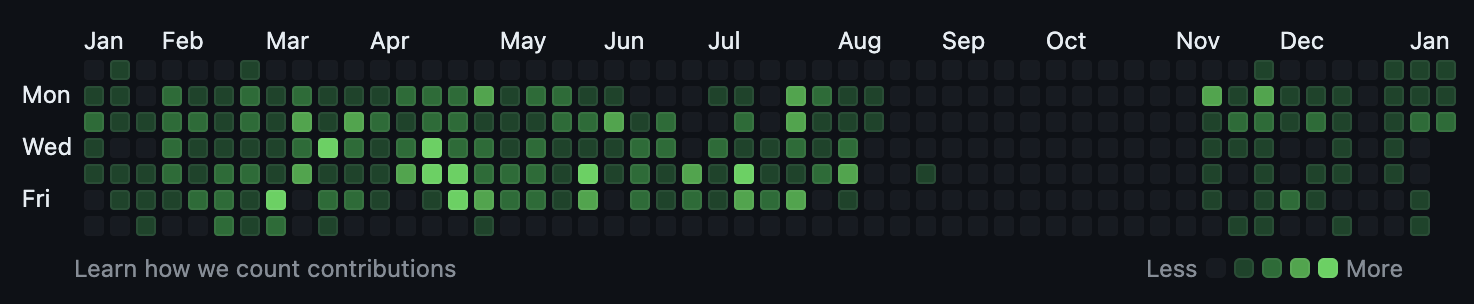 Jan Feb Mar Apr May Jun Jul Aug Sep Oct Nov Dec Jan
Mon
Wed
Fri
Learn how we count contributions Less More